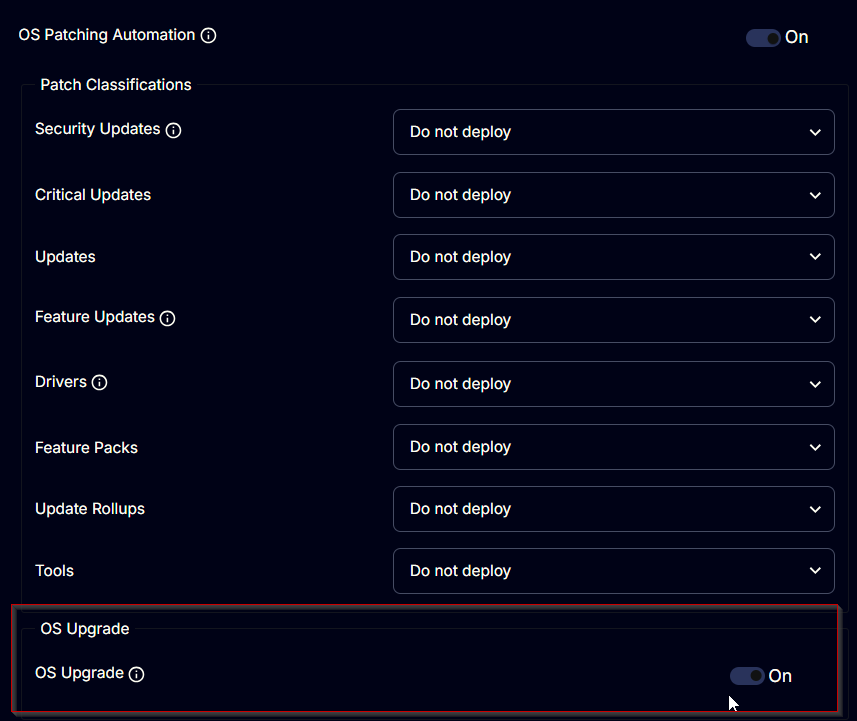 OS Patching Automation On
Patch Classifications
Security Updates Do not deploy
Critical Updates Do not deploy
Updates Do not deploy
Feature Updates Do not deploy
Drivers Do not deploy
Feature Packs Do not deploy
Update Rollups Do not deploy
Tools Do not deploy
OS Upgrade
OS Upgrade On